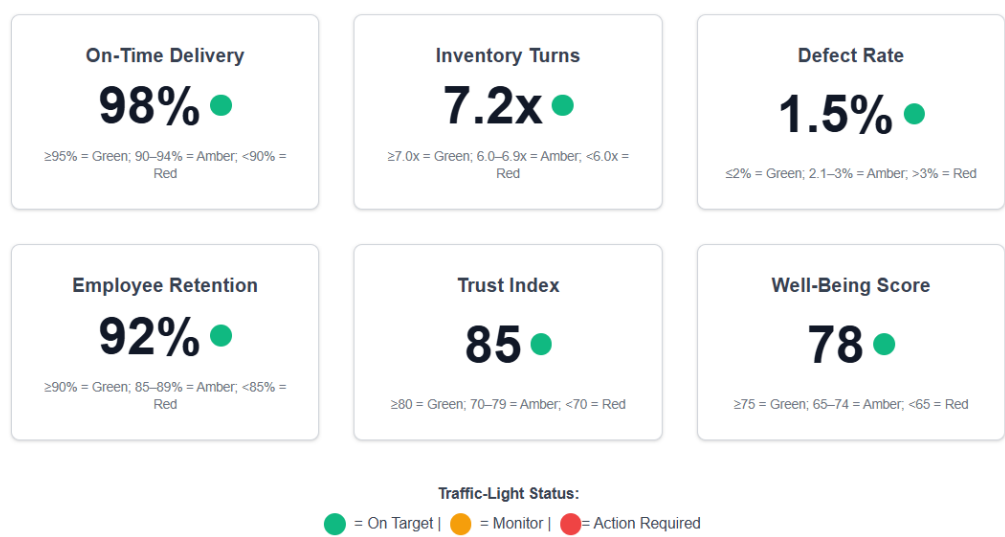 On-Time Delivery
98%
≥95% = Green; 90–94% = Amber; <90% =
Red
Inventory Turns
7.2x
≥7.0x = Green; 6.0–6.9x = Amber; <6.0x =
Red
Defect Rate
1.5%
≤2% = Green; 2.1–3% = Amber; >3% = Red
Employee Retention
92%
≥90% = Green; 85–89% = Amber; <85% =
Red
Trust Index
85
≥80 = Green; 70–79 = Amber; <70 = Red
Well-Being Score
78
≥75 = Green; 65–74 = Amber; <65 = Red
Traffic-Light Status:
= On Target | = Monitor | = Action Required